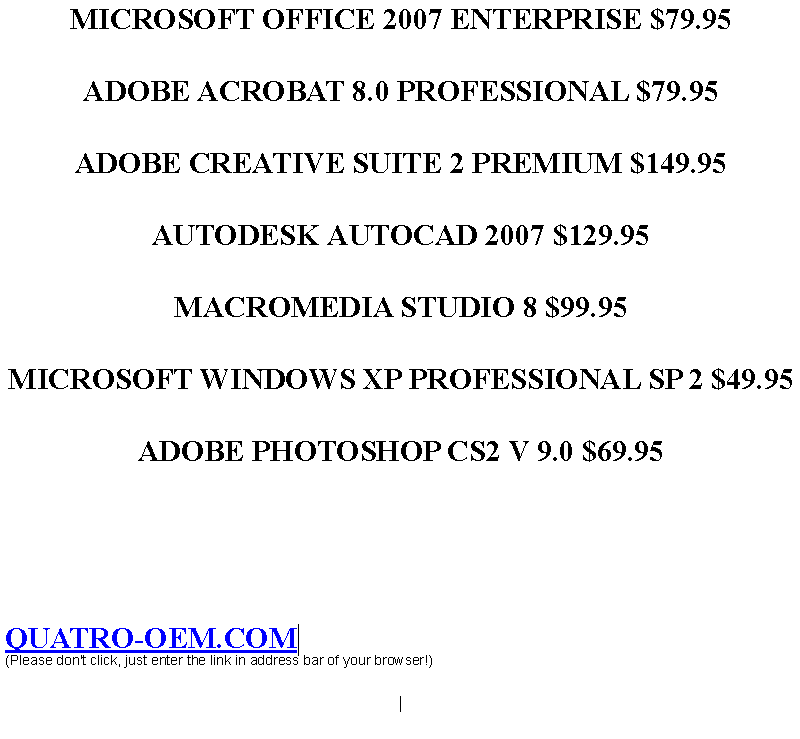 MICROSOFT OFFICE 2007 ENTERPRISE $79.95
ADOBE ACROBAT 8.0 PROFESSIONAL $79.95
ADOBE CREATIVE SUITE 2 PREMIUM $149.95
AUTODESK AUTOCAD 2007 $129.95
MACROMEDIA STUDIO 8 $99.95
MICROSOFT WINDOWS XP PROFESSIONAL SP 2 $49.95
ADOBE PHOTOSHOP CS2 V 9.0 $69.95
QUATRO-OEM.COM
(Please don't click, just enter the link in address bar of your browser!)